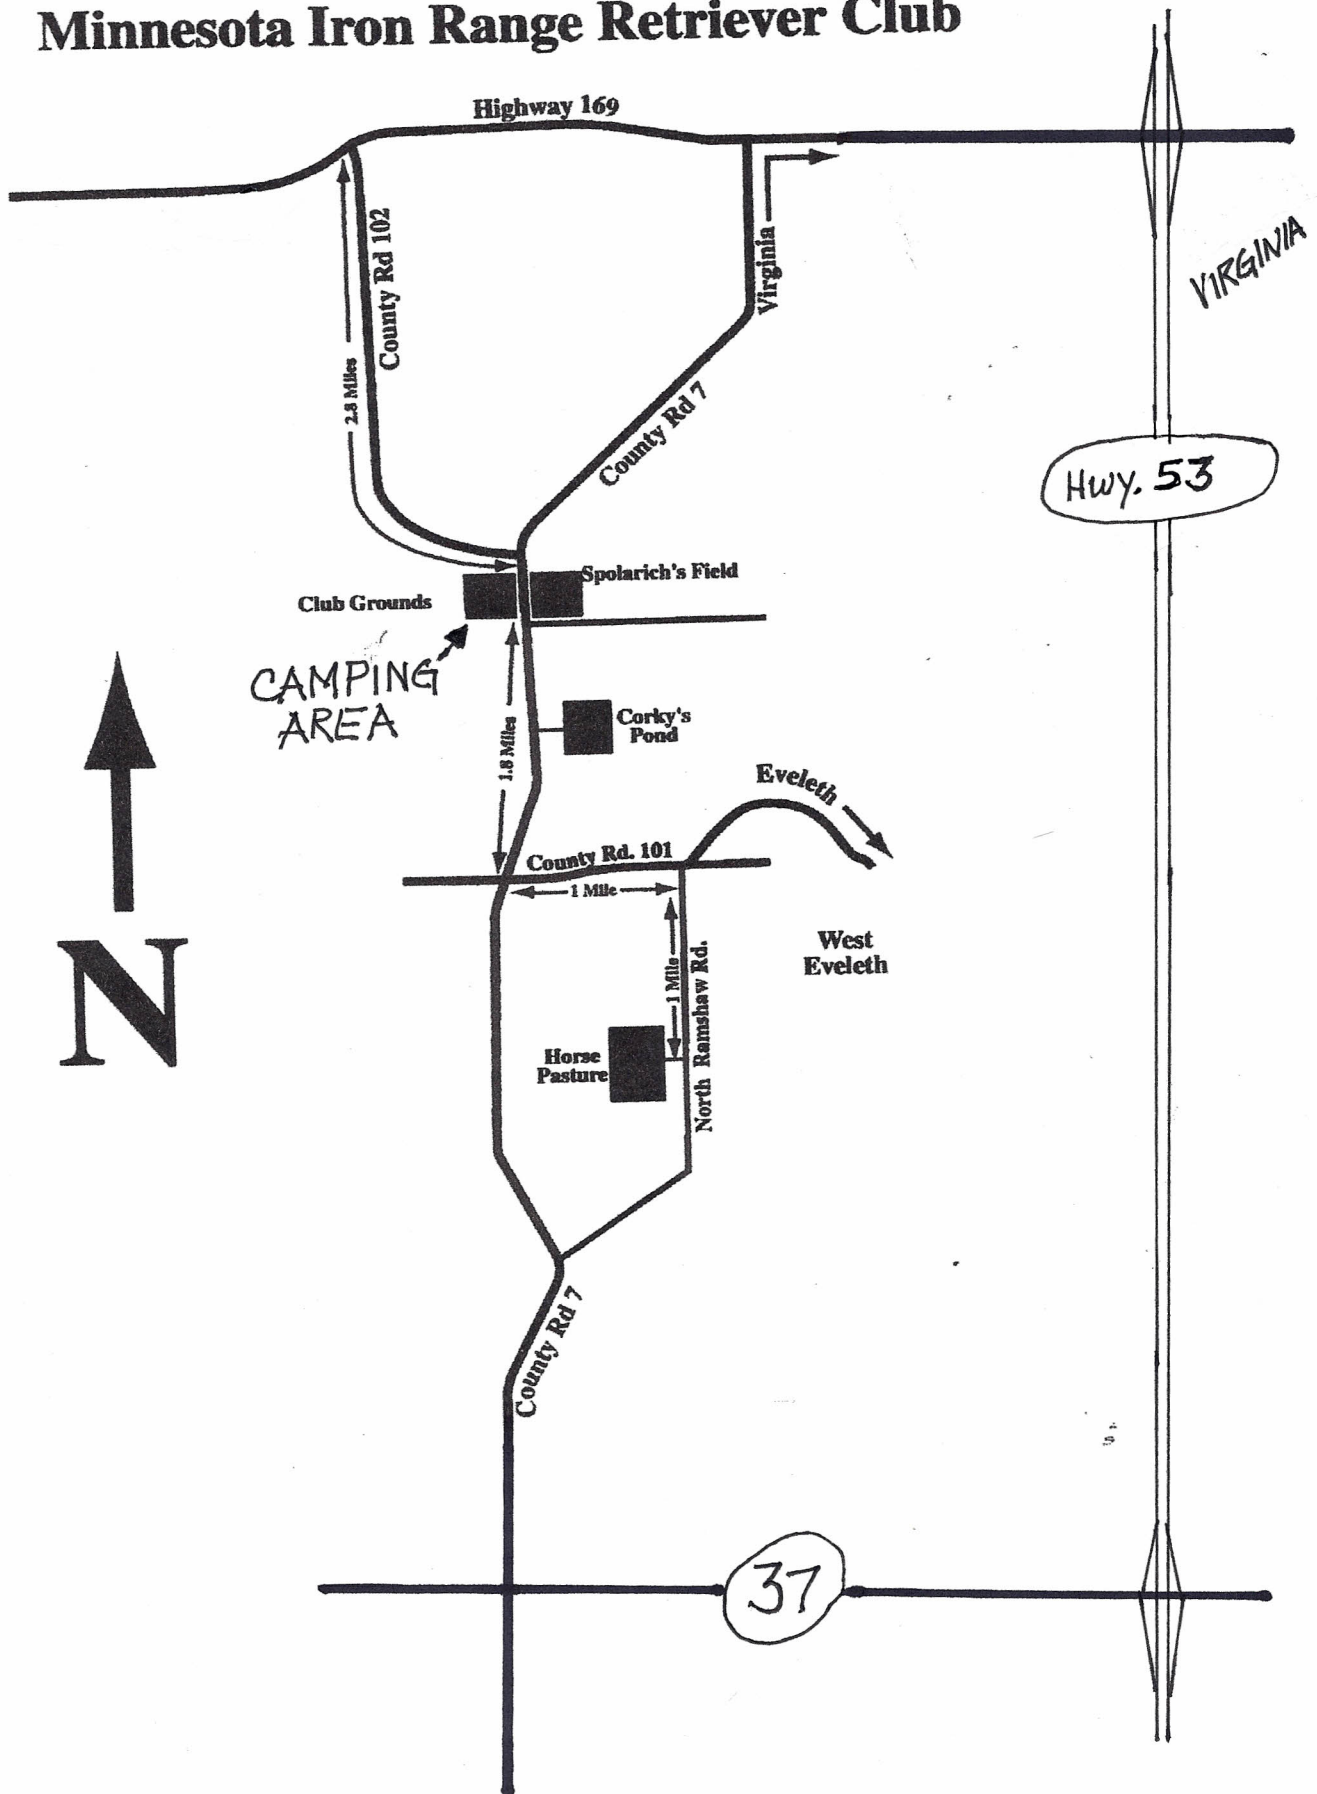 Minnesota Iron Range Retriever Club
Highway 169
County Rd 102
2.8 Miles
Virginia
VIRGINIA
County Rd 7
HWY. 53
Spolarich's Field
Club Grounds
CAMPING
AREA
1.8 Miles
Corky's
Pond
Eveleth
County Rd. 101
1 Mile
1 Mile
North Ramshaw Rd.
West
Eveleth
N
Horse
Pasture
County Rd 7
37